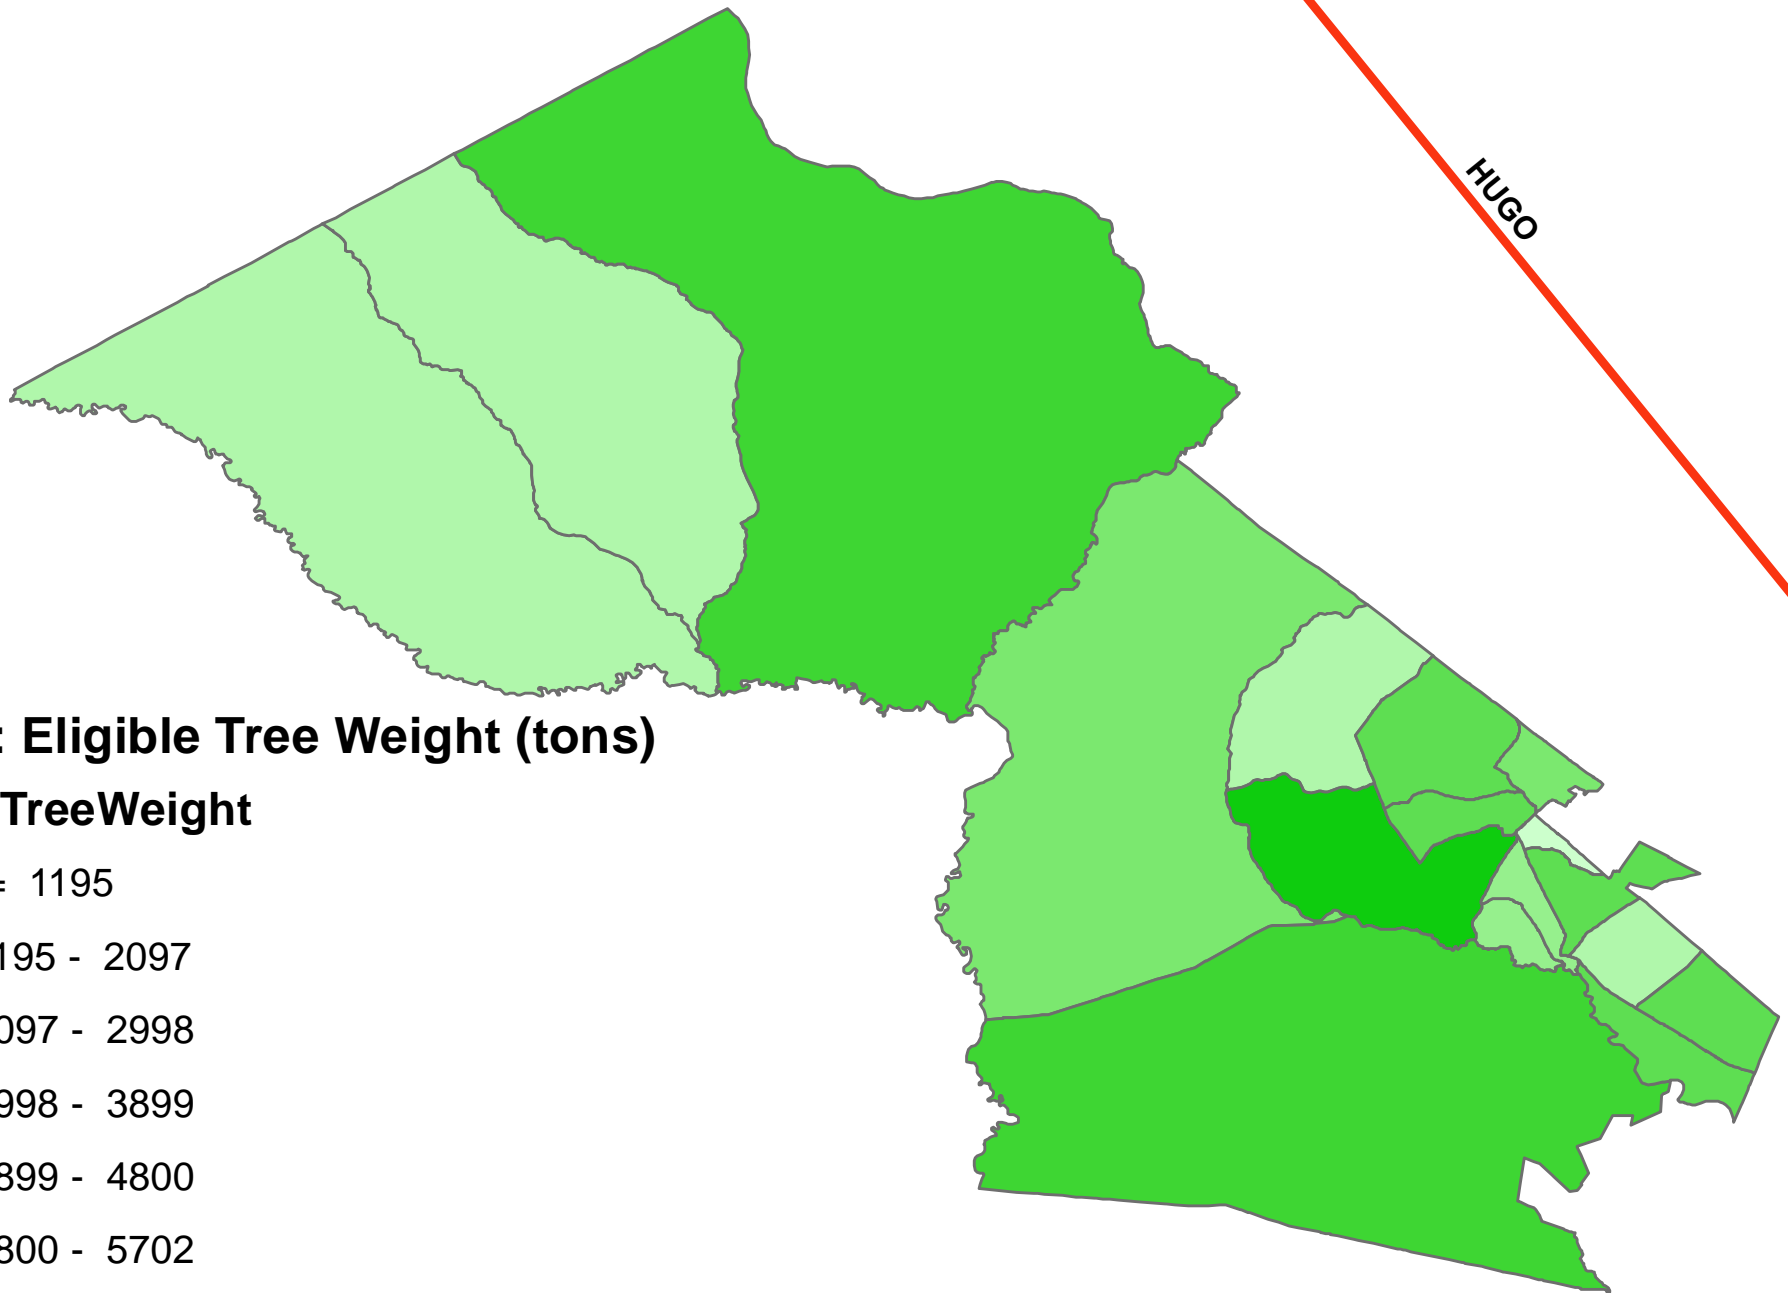 HUGO
: Eligible Tree Weight (tons)
TreeWeight
= 1195
195 - 2097
097 - 2998
998 - 3899
899 - 4800
800 - 5702